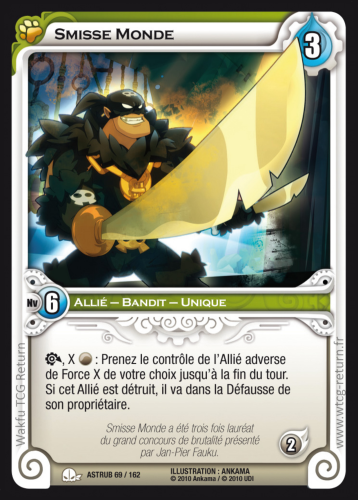 Smisse Monde
3
Nv 6
Allié – Bandit – Unique
, X : Prenez le contrôle de l'Allié adverse
de Force X de votre choix jusqu'à la fin du tour.
Si cet Allié est détruit, il va dans la Défausse de
son propriétaire.
Smisse Monde a été trois fois lauréat
du grand concours de brutalité présenté
par Jan-Pier Fauku.
2
ASTRUB 69 / 162
ILLUSTRATION : ANKAMA
© 2010 Ankama / © 2010 UDI
Wakfu TCG Return
www.wtcg-return.fr